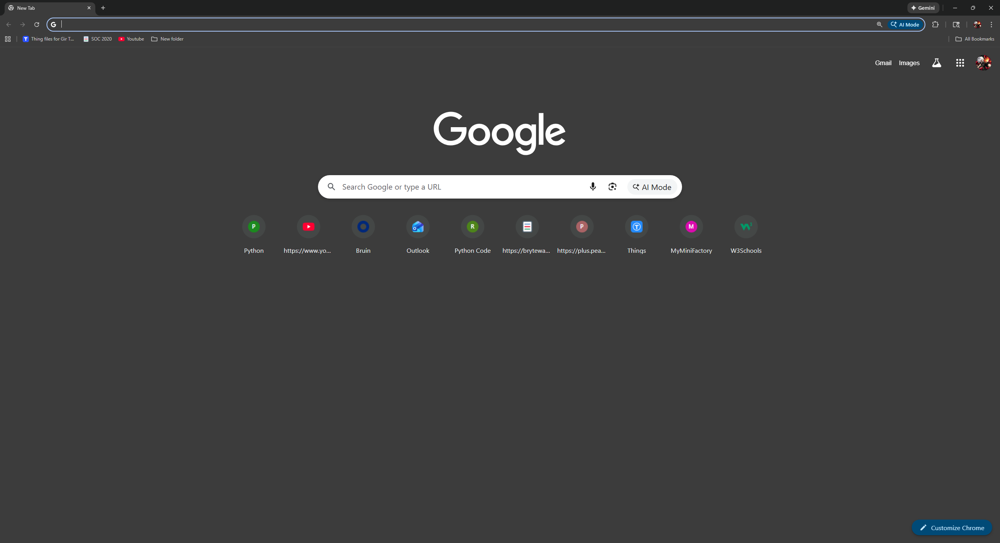 New Tab
Gemini
AI Mode
Thing files for Gir T...
SOC 2020
Youtube
New folder
All Bookmarks
Gmail
Images
Google
Search Google or type a URL
AI Mode
P
R
P
M
Python
https://www.yo...
Bruin
Outlook
Python Code
https://brytewa...
https://plus.pea...
Things
MyMiniFactory
W3Schools
Customize Chrome